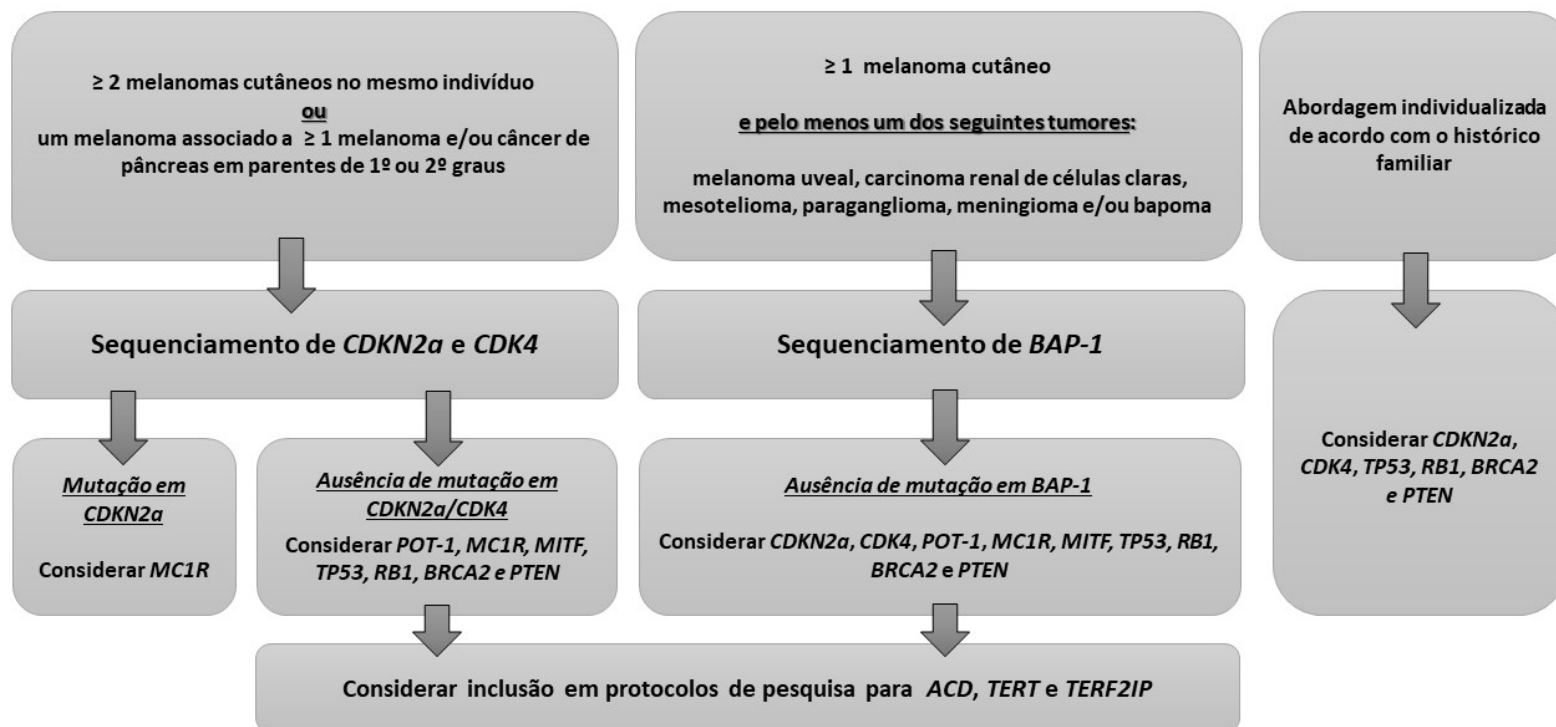 ≥ 2 melanomas cutâneos no mesmo indivíduo
ou
um melanoma associado a ≥ 1 melanoma e/ou câncer de
pâncreas em parentes de 1º ou 2º graus
≥ 1 melanoma cutâneo
e pelo menos um dos seguintes tumores:
melanoma uveal, carcinoma renal de células claras,
mesotelioma, paraganglioma, meningioma e/ou bapoma
Abordagem individualizada
de acordo com o histórico
familiar
Sequenciamento de CDKN2a e CDK4
Sequenciamento de BAP-1
Mutação em
CDKN2a
Considerar MC1R
Ausência de mutação em
CDKN2a/CDK4
Considerar POT-1, MC1R, MITF,
TP53, RB1, BRCA2 e PTEN
Ausência de mutação em BAP-1
Considerar CDKN2a, CDK4, POT-1, MC1R, MITF, TP53, RB1,
BRCA2 e PTEN
Considerar CDKN2a,
CDK4, TP53, RB1, BRCA2
e PTEN
Considerar inclusão em protocolos de pesquisa para ACD, TERT e TERF2IP